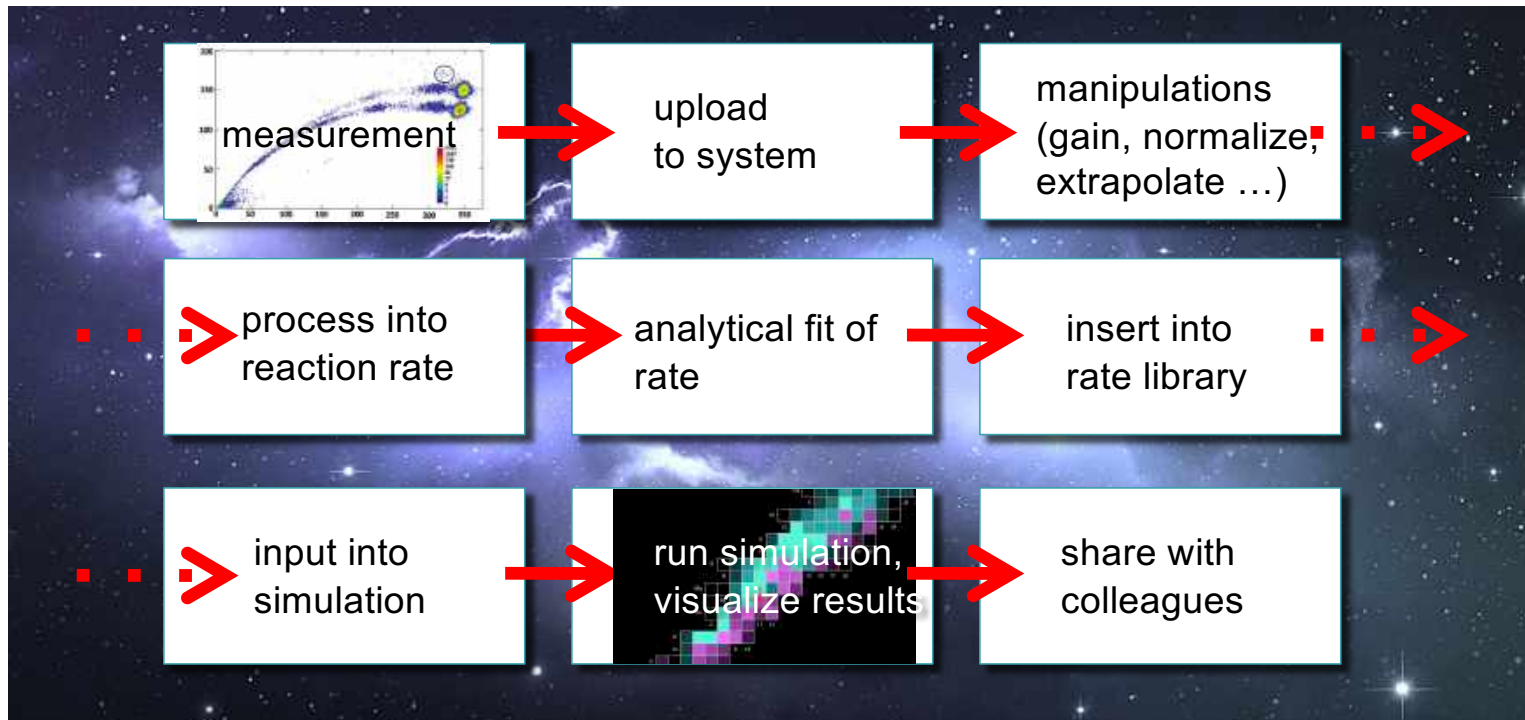 measurement
upload
to system
manipulations
(gain, normalize,
extrapolate …)
process into
reaction rate
analytical fit of
rate
insert into
rate library
input into
simulation
run simulation,
visualize results
share with
colleagues